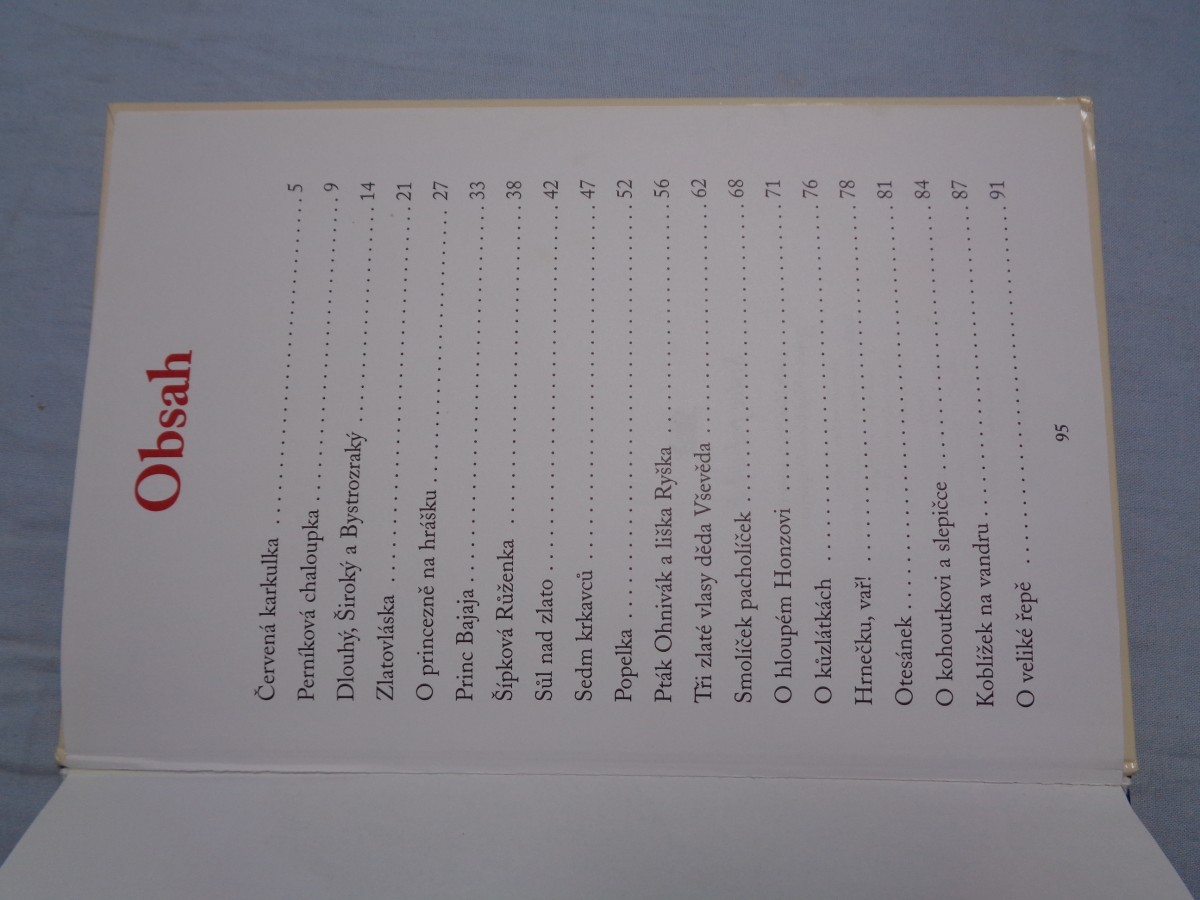 Obsah
Červená karkulka . . . . . . . . . . . . . . . . . . . . . . . . . . . . . . 5
Perníková chaloupka . . . . . . . . . . . . . . . . . . . . . . . . . . . 9
Dlouhý, Široký a Bystrozraký . . . . . . . . . . . . . . . . . . . 14
Zlatovláska . . . . . . . . . . . . . . . . . . . . . . . . . . . . . . . . 21
O princezně na hrášku . . . . . . . . . . . . . . . . . . . . . . . . 27
Princ Bajaja . . . . . . . . . . . . . . . . . . . . . . . . . . . . . . . 33
Šípková Růženka . . . . . . . . . . . . . . . . . . . . . . . . . . . 38
Sůl nad zlato . . . . . . . . . . . . . . . . . . . . . . . . . . . . . . 42
Sedm krkavců . . . . . . . . . . . . . . . . . . . . . . . . . . . . . 47
Popelka . . . . . . . . . . . . . . . . . . . . . . . . . . . . . . . . . . 52
Pták Ohnivák a liška Ryška . . . . . . . . . . . . . . . . . . . . 56
Tři zlaté vlasy děda Vševěda . . . . . . . . . . . . . . . . . . . 62
Smolíček pacholíček . . . . . . . . . . . . . . . . . . . . . . . . . 68
O hloupém Honzovi . . . . . . . . . . . . . . . . . . . . . . . . . 71
O kůzlátkách . . . . . . . . . . . . . . . . . . . . . . . . . . . . . . 76
Hrnečku, vař! . . . . . . . . . . . . . . . . . . . . . . . . . . . . . . 78
Otesánek . . . . . . . . . . . . . . . . . . . . . . . . . . . . . . . . . 81
O kohoutkovi a slepičce . . . . . . . . . . . . . . . . . . . . . . 84
Koblížek na vandru . . . . . . . . . . . . . . . . . . . . . . . . . . 87
O veliké řepě . . . . . . . . . . . . . . . . . . . . . . . . . . . . . . 91
95